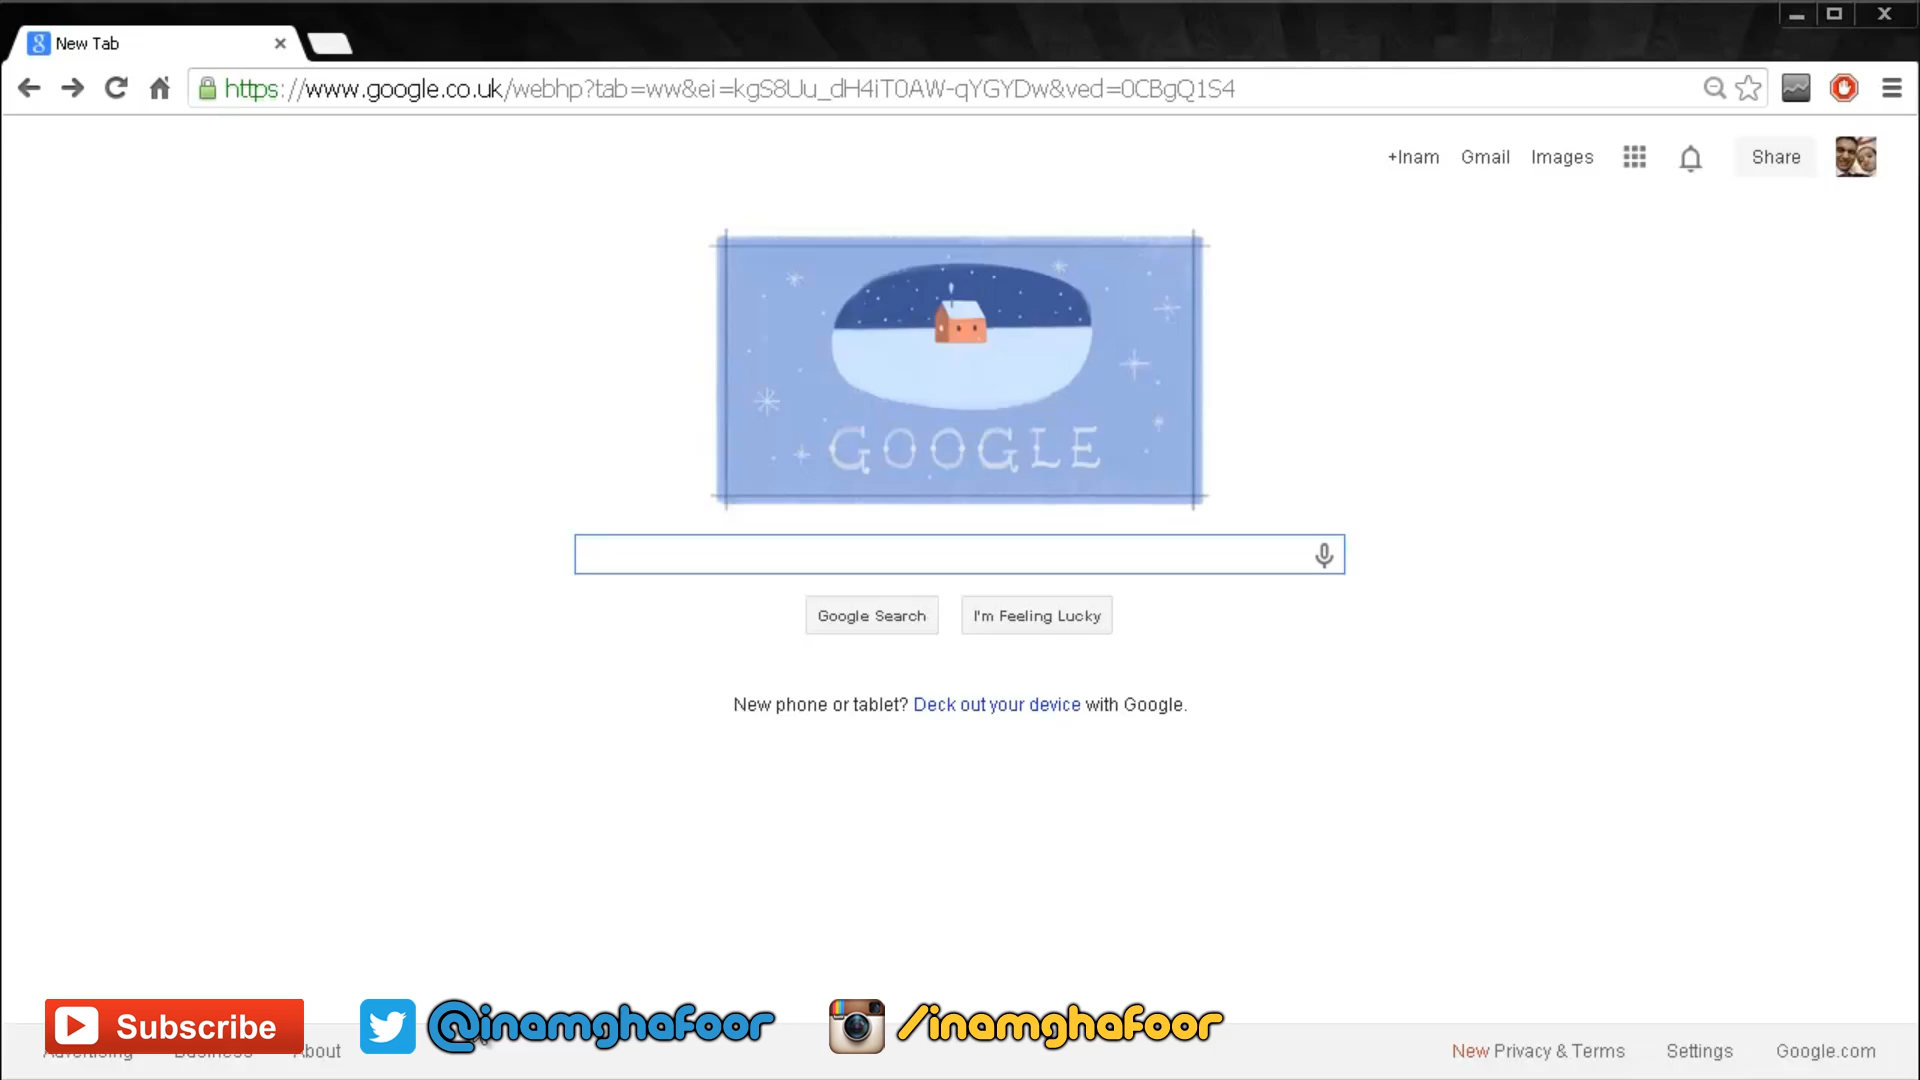 New Tab
https://www.google.co.uk/webhp?tab=ww&ei=kgS8Uu_dH4iT0AW-qYGYDw&ved=0CBgQ1S4
+Inam Gmail Images Share
GOOGLE
Google Search I'm Feeling Lucky
New phone or tablet? Deck out your device with Google.
Subscribe @inamghafoor /inamghafoor
Advertising Business About New Privacy & Terms Settings Google.com